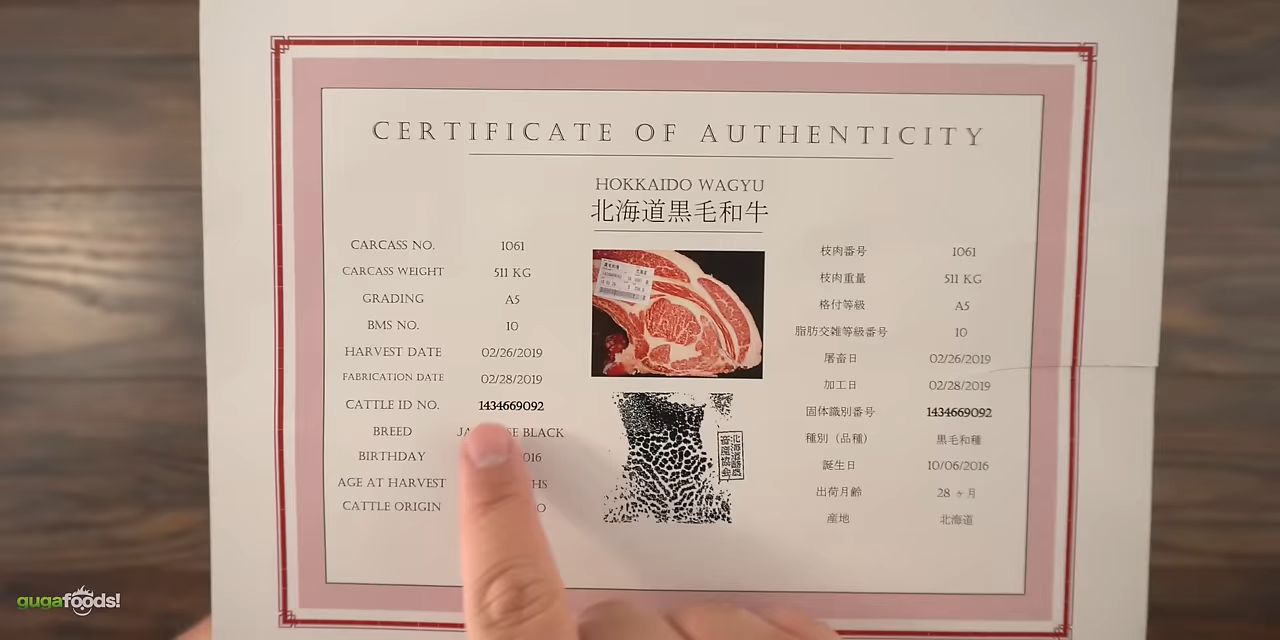 CERTIFICATE OF AUTHENTICITY
HOKKAIDO WAGYU
北海道黒毛和牛
CARCASS NO. 1061
CARCASS WEIGHT 511 KG
GRADING A5
BMS NO. 10
HARVEST DATE 02/26/2019
FABRICATION DATE 02/28/2019
CATTLE ID NO. 1434669092
BREED BLACK
BIRTHDAY
AGE AT HARVEST
CATTLE ORIGIN
枝肉番号 1061
枝肉重量 511 KG
格付等級 A5
脂肪交雑等級番号 10
屠畜日 02/26/2019
加工日 02/28/2019
固体識別番号 1434669092
種別（品種） 黒毛和種
誕生日 10/06/2016
出荷月齢 28 ヶ月
産地 北海道
gugafoods!